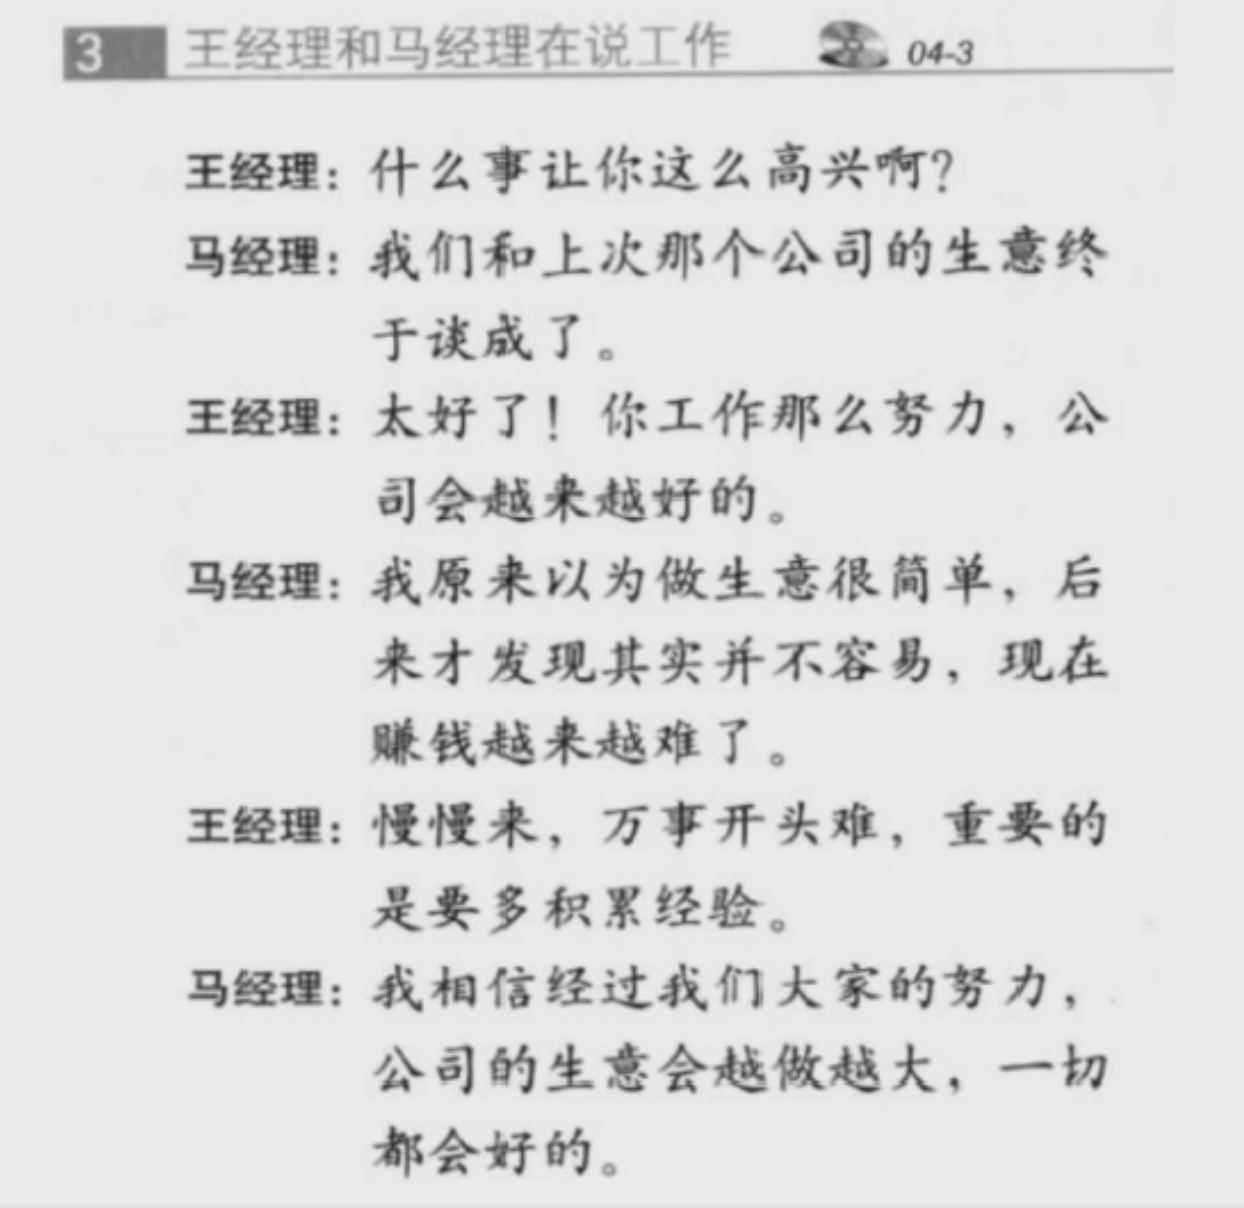 3 王经理和马经理在说工作 04-3
王经理：什么事让你这么高兴啊？
马经理：我们和上次那个公司的生意终
于谈成了。
王经理：太好了！你工作那么努力，公
司会越来越好的。
马经理：我原来以为做生意很简单，后
来才发现其实并不容易，现在
赚钱越来越难了。
王经理：慢慢来，万事开头难，重要的
是要多积累经验。
马经理：我相信经过我们大家的努力，
公司的生意会越做越大，一切
都会好的。